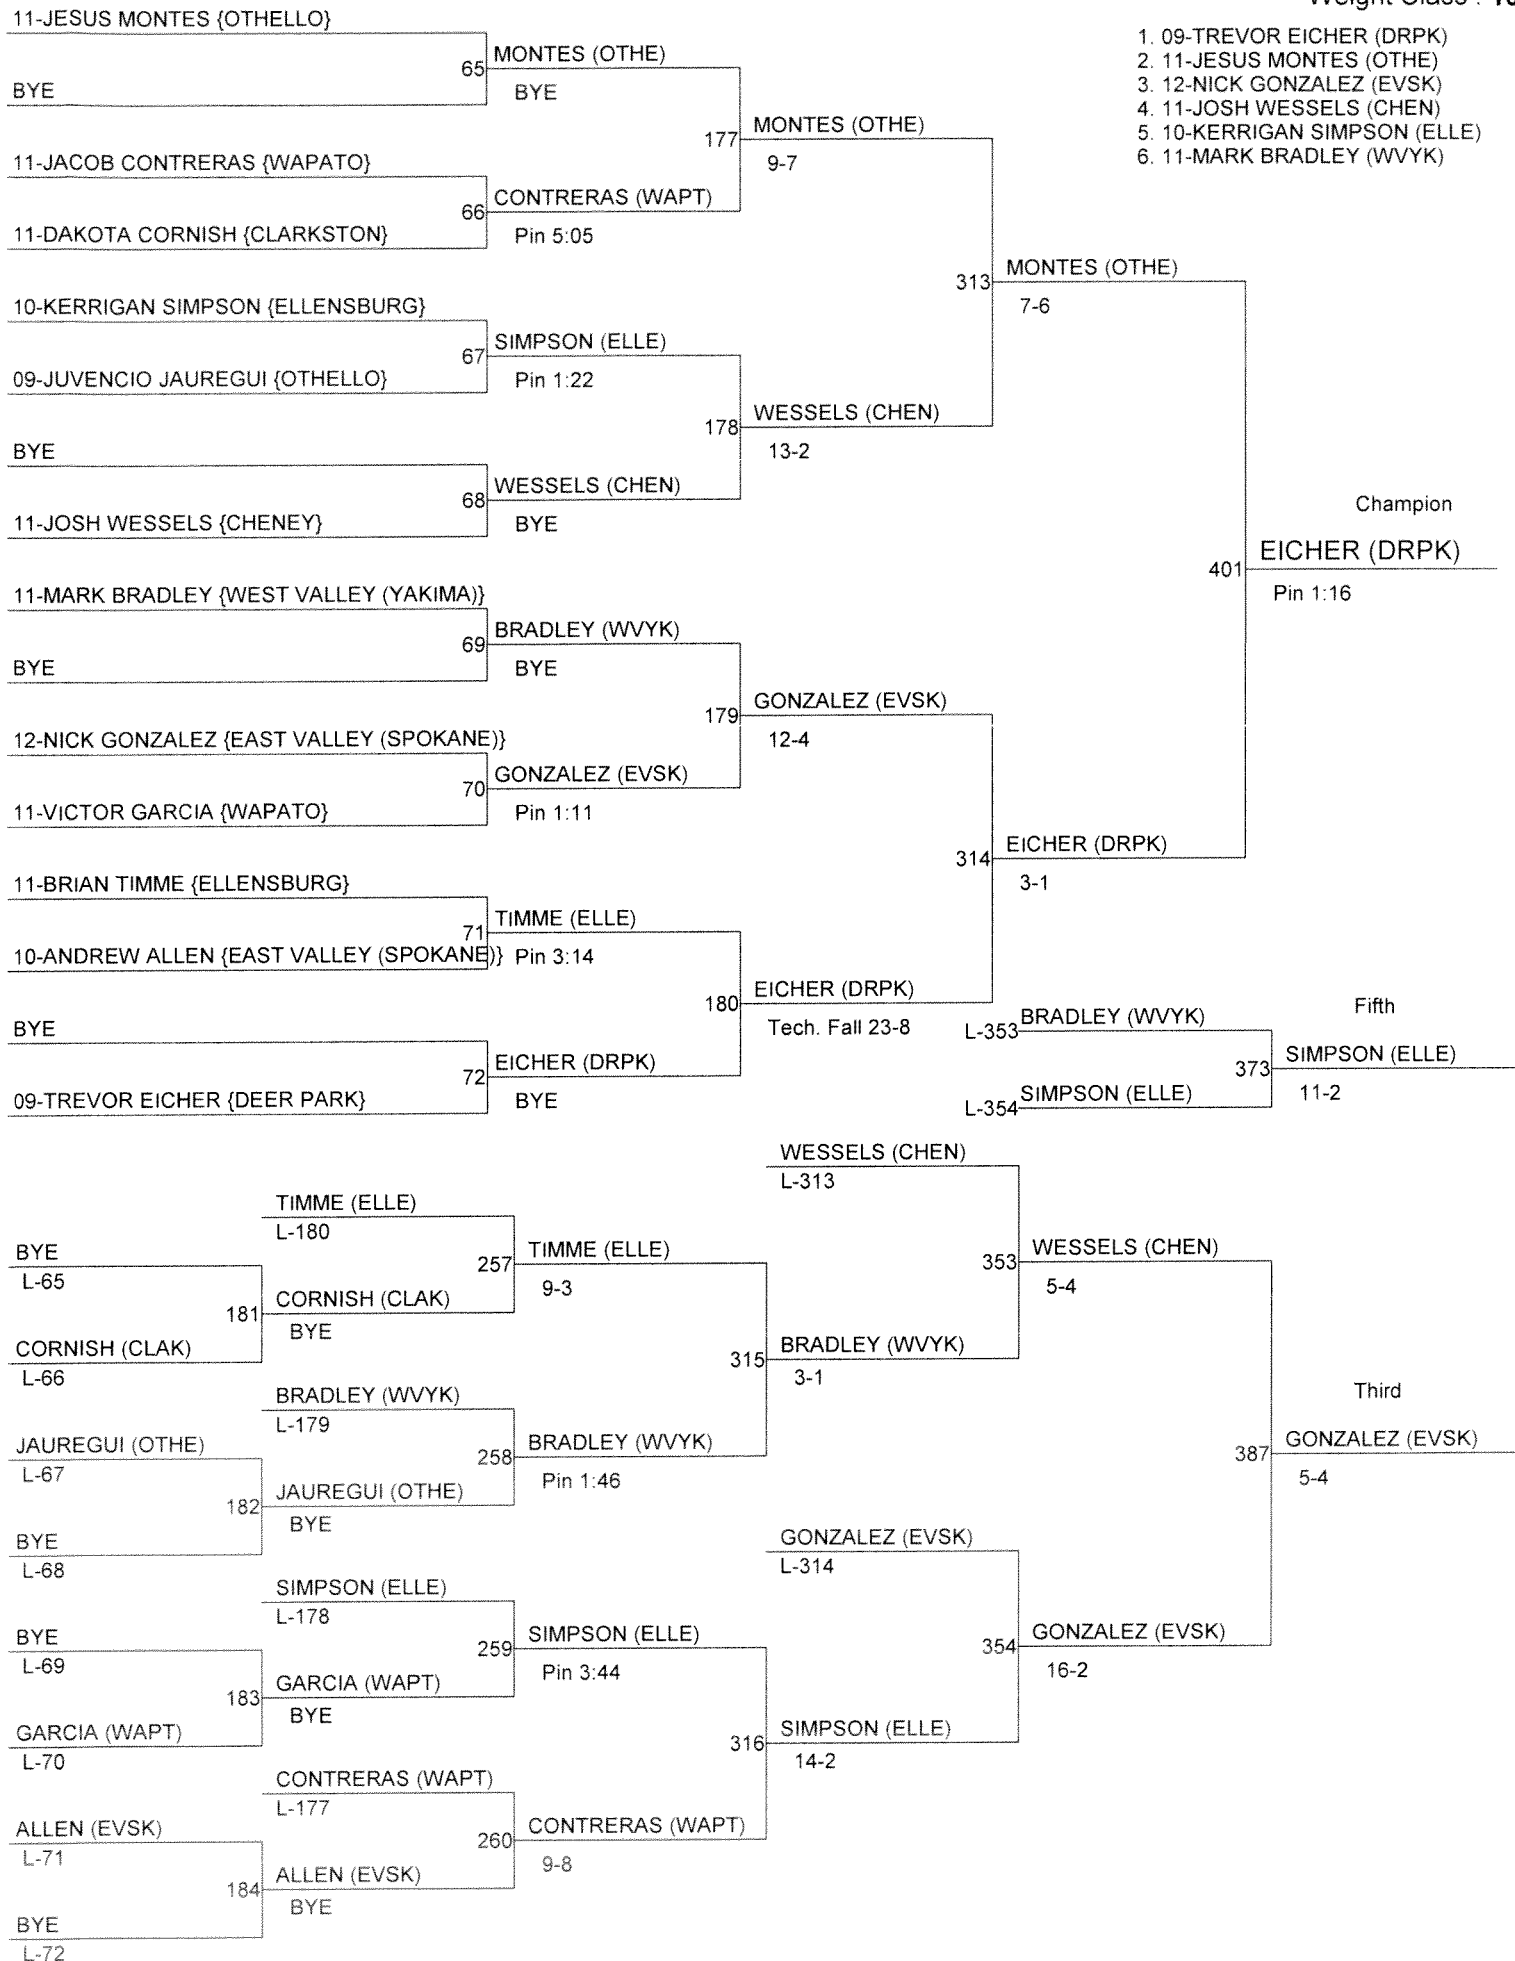 Weight Class :
1. 09-TREVOR EICHER (DRPK)
2. 11-JESUS MONTES (OTHE)
3. 12-NICK GONZALEZ (EVSK)
4. 11-JOSH WESSELS (CHEN)
5. 10-KERRIGAN SIMPSON (ELLE)
6. 11-MARK BRADLEY (WVYK)
11-JESUS MONTES {OTHELLO}
65 MONTES (OTHE)
BYE
BYE
177 MONTES (OTHE)
9-7
11-JACOB CONTRERAS {WAPATO}
66 CONTRERAS (WAPT)
11-DAKOTA CORNISH {CLARKSTON}
Pin 5:05
313 MONTES (OTHE)
7-6
10-KERRIGAN SIMPSON {ELLENSBURG}
67 SIMPSON (ELLE)
09-JUVENCIO JAUREGUI {OTHELLO}
Pin 1:22
178 WESSELS (CHEN)
13-2
BYE
68 WESSELS (CHEN)
11-JOSH WESSELS {CHENEY}
BYE
Champion
401 EICHER (DRPK)
Pin 1:16
11-MARK BRADLEY {WEST VALLEY (YAKIMA)}
69 BRADLEY (WVYK)
BYE
BYE
179 GONZALEZ (EVSK)
12-4
12-NICK GONZALEZ {EAST VALLEY (SPOKANE)}
70 GONZALEZ (EVSK)
11-VICTOR GARCIA {WAPATO}
Pin 1:11
314 EICHER (DRPK)
3-1
11-BRIAN TIMME {ELLENSBURG}
71 TIMME (ELLE)
10-ANDREW ALLEN {EAST VALLEY (SPOKANE)}
Pin 3:14
180 EICHER (DRPK)
Tech. Fall 23-8
BYE
72 EICHER (DRPK)
09-TREVOR EICHER {DEER PARK}
BYE
Fifth
L-353 BRADLEY (WVYK)
373 SIMPSON (ELLE)
11-2
L-354 SIMPSON (ELLE)
WESSELS (CHEN)
L-313
TIMME (ELLE)
L-180
BYE
L-65
257 TIMME (ELLE)
9-3
353 WESSELS (CHEN)
5-4
181 CORNISH (CLAK)
BYE
CORNISH (CLAK)
L-66
315 BRADLEY (WVYK)
3-1
BRADLEY (WVYK)
L-179
Third
JAUREGUI (OTHE)
L-67
258 BRADLEY (WVYK)
Pin 1:46
387 GONZALEZ (EVSK)
5-4
182 JAUREGUI (OTHE)
BYE
BYE
L-68
GONZALEZ (EVSK)
L-314
SIMPSON (ELLE)
L-178
BYE
L-69
259 SIMPSON (ELLE)
Pin 3:44
354 GONZALEZ (EVSK)
16-2
183 GARCIA (WAPT)
BYE
GARCIA (WAPT)
L-70
316 SIMPSON (ELLE)
14-2
CONTRERAS (WAPT)
L-177
ALLEN (EVSK)
L-71
260 CONTRERAS (WAPT)
9-8
184 ALLEN (EVSK)
BYE
BYE
L-72